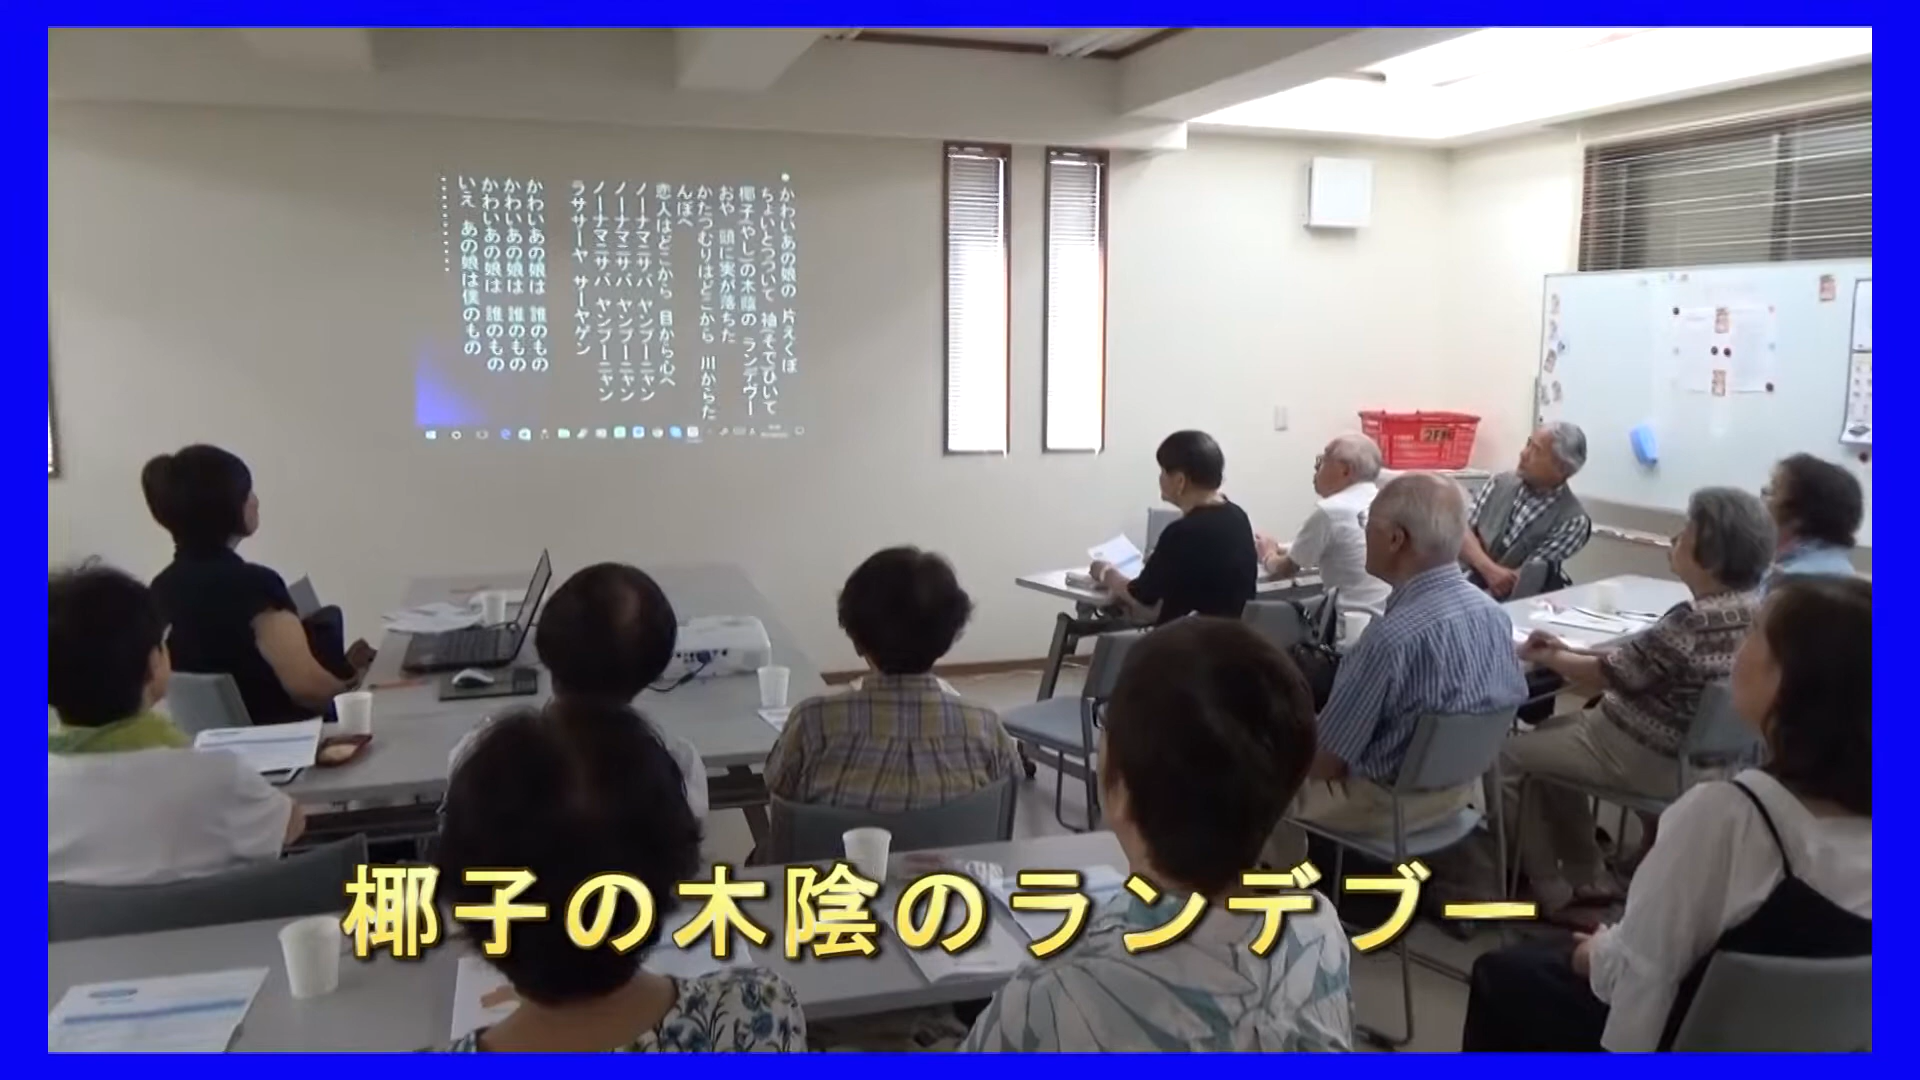 かわいあの娘の 片えくぼ
ちょいとつついて 袖(そで)ひいて
椰子(やし)の木陰の ランデヴー
おや 頭に実が落ちた
かたつむりはどこから 川からた
んぼへ
恋人はどこから 目から心へ
ノーナマニサバ ヤンプーニャン
ノーナマニサバ ヤンプーニャン
ノーナマニサバ ヤンプーニャン
ラササーヤ サーヤゲン
かわいあの娘は 誰のもの
かわいあの娘は 誰のもの
かわいあの娘は 誰のもの
いえ あの娘は僕のもの
椰子の木陰のランデブー